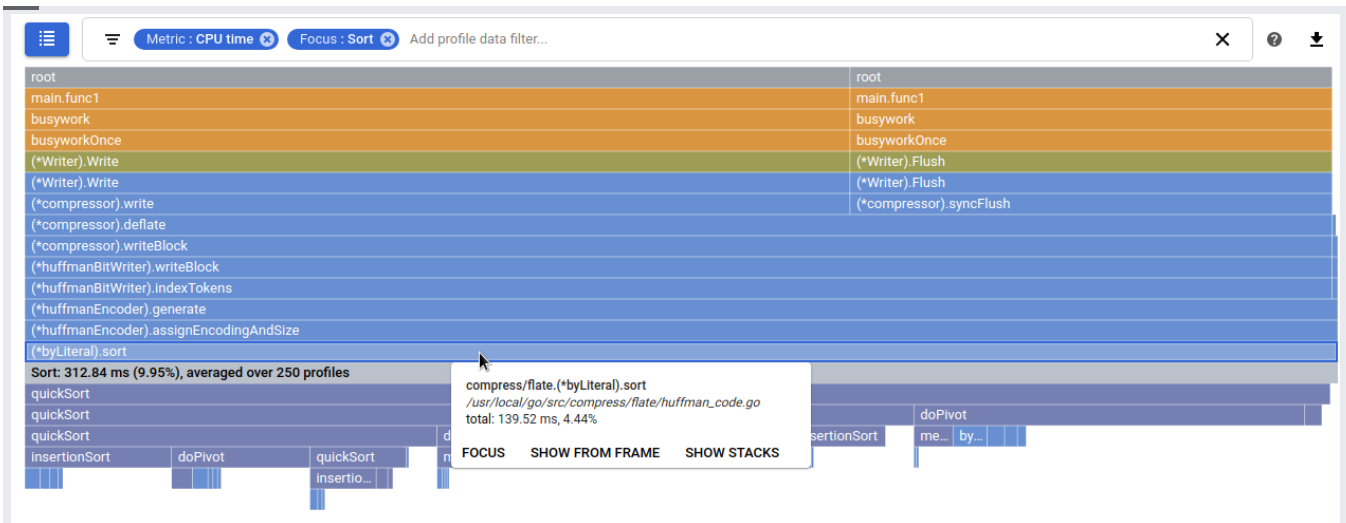 Metric : CPU time Focus : Sort Add profile data filter...
root root
main.func1 main.func1
busywork busywork
busyworkOnce busyworkOnce
(*Writer).Write (*Writer).Flush
(*Writer).Write (*Writer).Flush
(*compressor).write (*compressor).syncFlush
(*compressor).deflate
(*compressor).writeBlock
(*huffmanBitWriter).writeBlock
(*huffmanBitWriter).indexTokens
(*huffmanEncoder).generate
(*huffmanEncoder).assignEncodingAndSize
(*byLiteral).sort
Sort: 312.84 ms (9.95%), averaged over 250 profiles
compress/flate.(*byLiteral).sort
/usr/local/go/src/compress/flate/huffman_code.go
total: 139.52 ms, 4.44%
FOCUS SHOW FROM FRAME SHOW STACKS
quickSort
quickSort doPivot
quickSort d sertionSort me... by...
insertionSort doPivot quickSort
insertio...